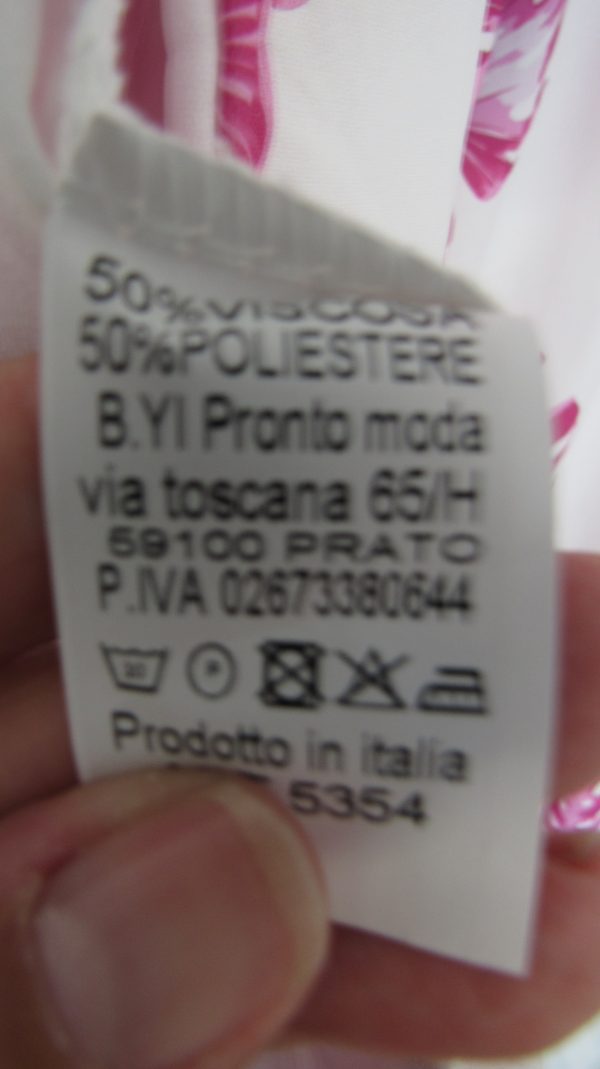 50%VISCOSA
50%POLIESTERE
B.YI Pronto moda
via toscana 65/H
59100 PRATO
P.IVA 02673380644
P
Prodotto in italia
5354